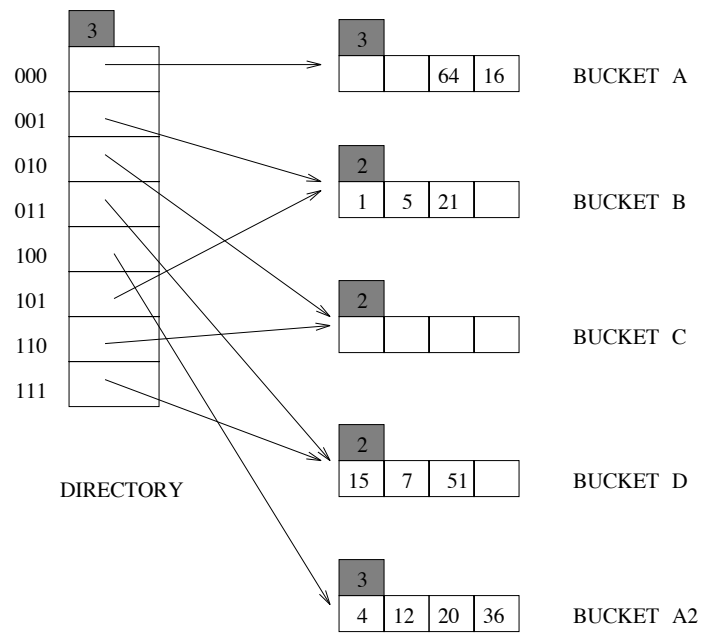 3
000
001
010
011
100
101
110
111
DIRECTORY
3
64 16
BUCKET A
2
1 5 21
BUCKET B
2
BUCKET C
2
15 7 51
BUCKET D
3
4 12 20 36
BUCKET A2